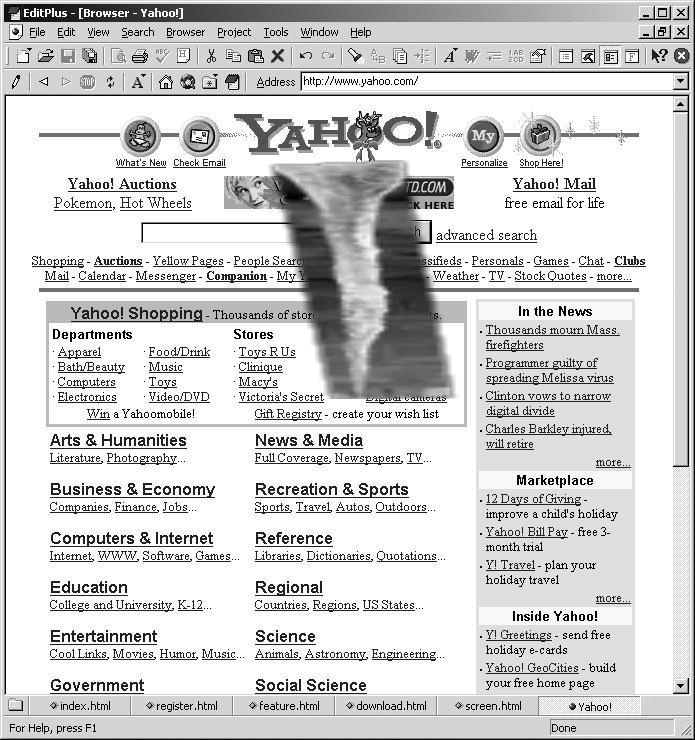 EditPlus - [Browser - Yahoo!]
File Edit View Search Browser Project Tools Window Help
Address http://www.yahoo.com/
YAHOO!
What's New Check Email My Personalize Shop Here!
Yahoo! Auctions
Pokemon, Hot Wheels
TD.COM
CK HERE
Yahoo! Mail
free email for life
advanced search
Shopping - Auctions - Yellow Pages - People Search - Personals - Games - Chat - Clubs
Mail - Calendar - Messenger - Companion - My - Weather - TV - Stock Quotes - more...
Yahoo! Shopping - Thousands of
Departments Stores
· Apparel · Food/Drink · Toys R Us
· Bath/Beauty · Music · Clinique
· Computers · Toys · Macy's
· Electronics · Video/DVD · Victoria's Secret Digital cameras
Win a Yahoomobile! Gift Registry - create your wish list
Arts & Humanities
Literature, Photography...
News & Media
Full Coverage, Newspapers, TV...
Business & Economy
Companies, Finance, Jobs...
Recreation & Sports
Sports, Travel, Autos, Outdoors...
Computers & Internet
Internet, WWW, Software, Games...
Reference
Libraries, Dictionaries, Quotations...
Education
College and University, K-12...
Regional
Countries, Regions, US States...
Entertainment
Cool Links, Movies, Humor, Music...
Science
Animals, Astronomy, Engineering...
Government
Social Science
In the News
· Thousands mourn Mass.
firefighters
· Programmer guilty of
spreading Melissa virus
· Clinton vows to narrow
digital divide
· Charles Barkley injured,
will retire
more...
Marketplace
· 12 Days of Giving -
improve a child's holiday
· Yahoo! Bill Pay - free 3-
month trial
· Y! Travel - plan your
holiday travel
more...
Inside Yahoo!
· Y! Greetings - send free
holiday e-cards
· Yahoo! GeoCities - build
your free home page
index.html register.html feature.html download.html screen.html Yahoo!
For Help, press F1 Done